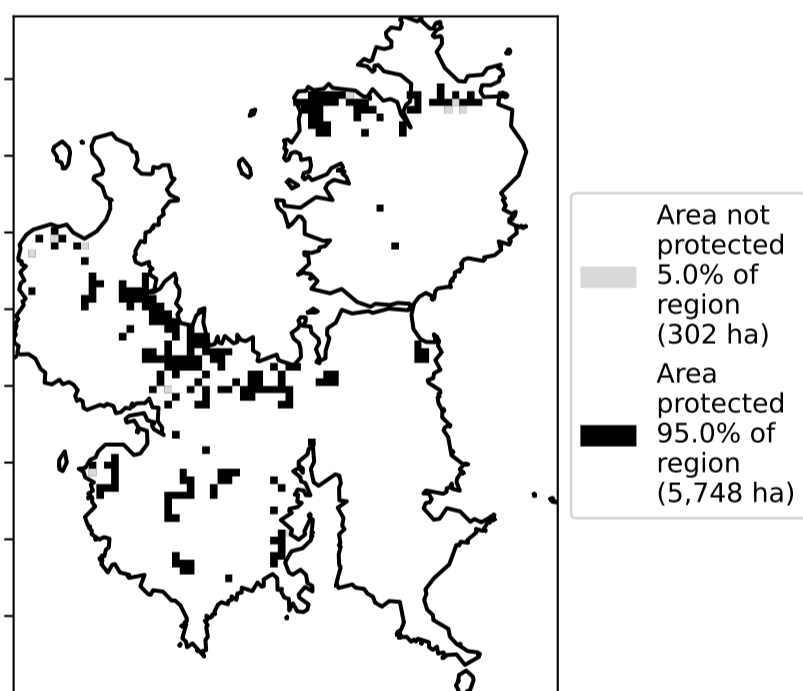 Area not
protected
5.0% of
region
(302 ha)
Area
protected
95.0% of
region
(5,748 ha)